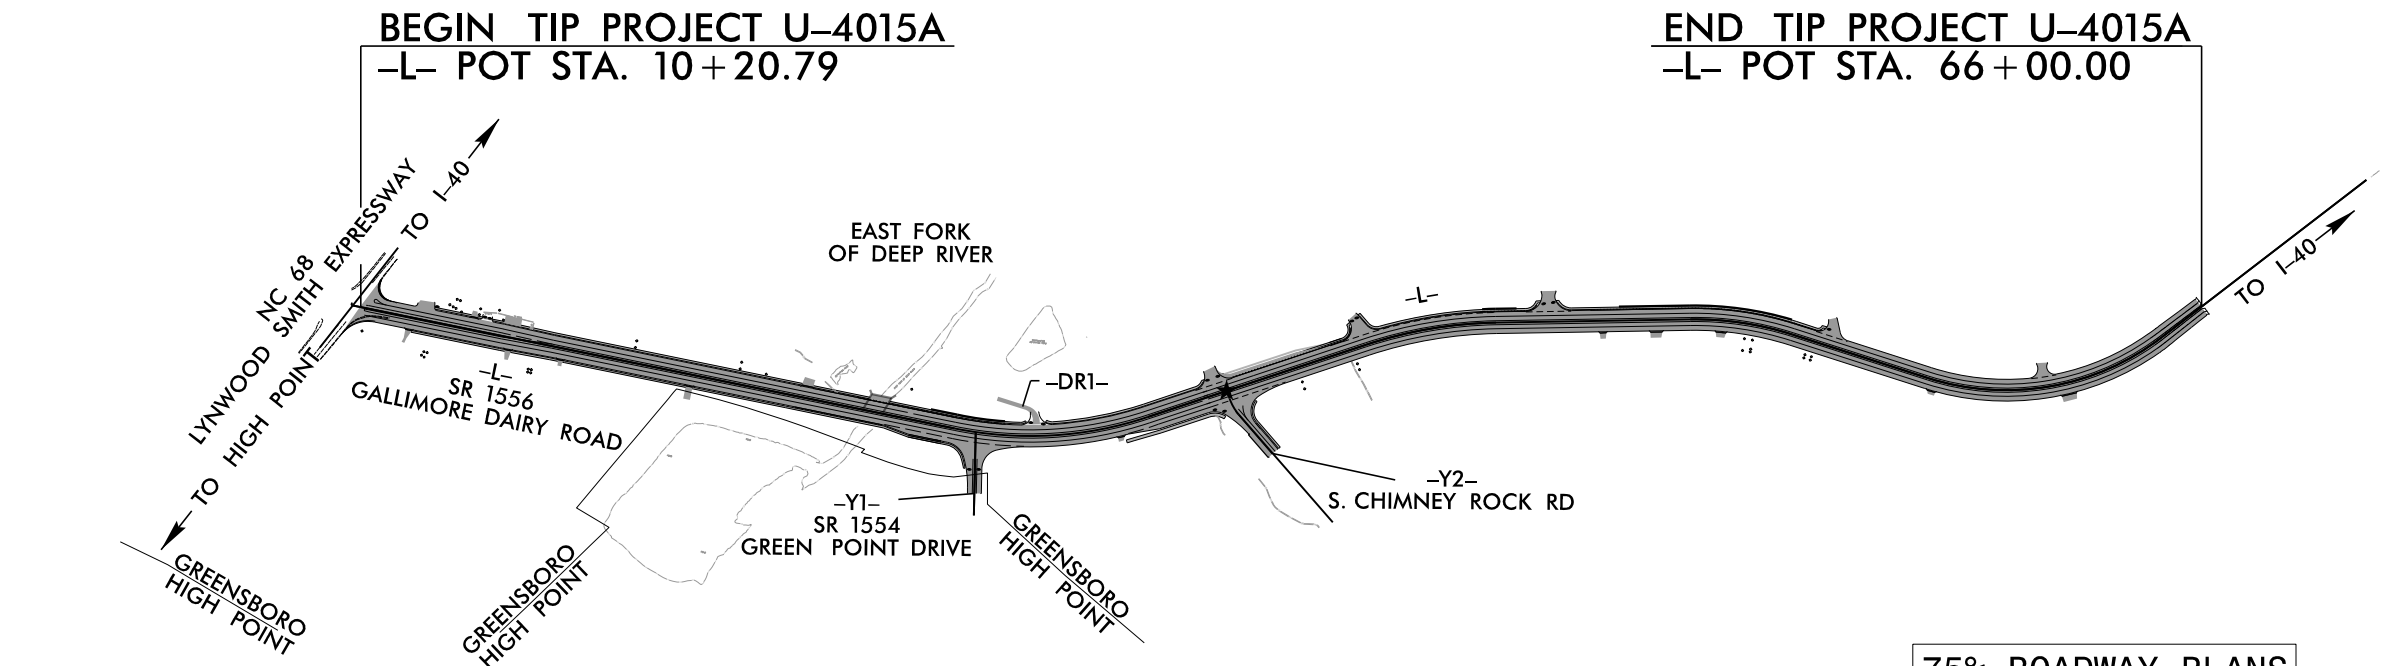 BEGIN TIP PROJECT U–4015A
–L– POT STA. 10+20.79
END TIP PROJECT U–4015A
–L– POT STA. 66+00.00
NC 68
LYNWOOD SMITH EXPRESSWAY
TO I–40
TO HIGH POINT
EAST FORK
OF DEEP RIVER
–L–
SR 1556
GALLIMORE DAIRY ROAD
–DR1–
–L–
TO I–40
–Y1–
SR 1554
GREEN POINT DRIVE
–Y2–
S. CHIMNEY ROCK RD
GREENSBORO
HIGH POINT
GREENSBORO
HIGH POINT
GREENSBORO
HIGH POINT
75% ROADWAY PLANS